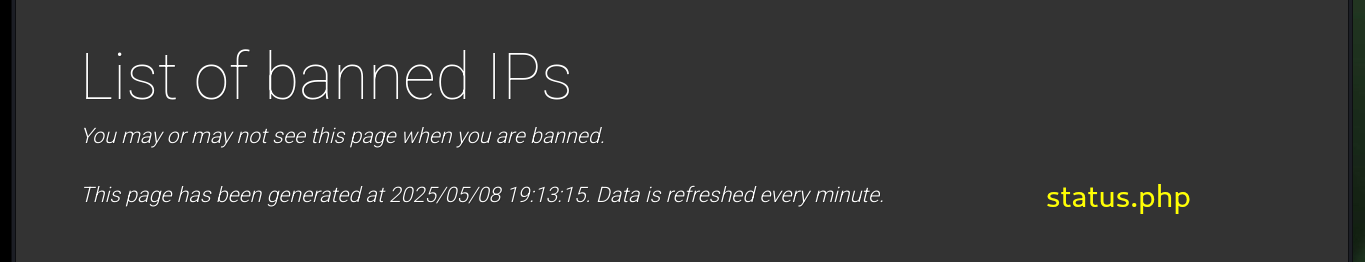 List of banned IPs
You may or may not see this page when you are banned.
This page has been generated at 2025/05/08 19:13:15. Data is refreshed every minute.
status.php